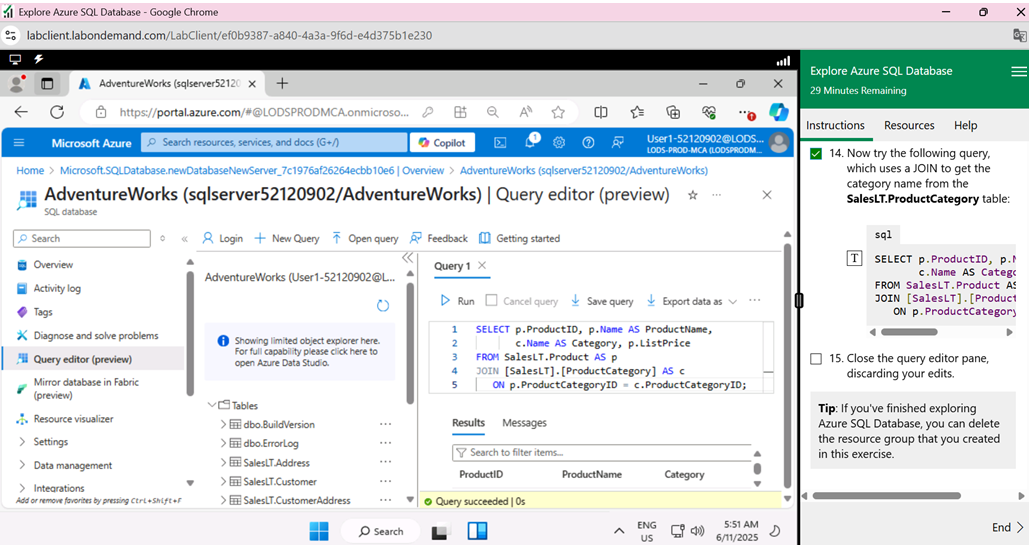 Explore Azure SQL Database - Google Chrome
labclient.labondemand.com/LabClient/ef0b9387-a840-4a3a-9f6d-e4d375b1e230
AdventureWorks (sqlserver52120
https://portal.azure.com/#@LODSPRODMCA.onmicroso...
Microsoft Azure
Search resources, services, and docs (G+/)
Copilot
1
User1-52120902@LODS...
LODS-PROD-MCA (LODSPRODM...
Home > Microsoft.SQLDatabase.newDatabaseNewServer_7c1976af26264ecbb10e6 | Overview > AdventureWorks (sqlserver52120902/AdventureWorks)
AdventureWorks (sqlserver52120902/AdventureWorks) | Query editor (preview)
SQL database
Search
Overview
Activity log
Tags
Diagnose and solve problems
Query editor (preview)
Mirror database in Fabric
(preview)
Resource visualizer
Settings
Data management
Integrations
Add or remove favorites by pressing Ctrl+Shift+F
Login
New Query
Open query
Feedback
Getting started
AdventureWorks (User1-52120902@L...
Showing limited object explorer here.
For full capability please click here to
open Azure Data Studio.
Tables
dbo.BuildVersion
dbo.ErrorLog
SalesLT.Address
SalesLT.Customer
SalesLT.CustomerAddress
Query 1
Run
Cancel query
Save query
Export data as
1 SELECT p.ProductID, p.Name AS ProductName,
2 c.Name AS Category, p.ListPrice
3 FROM SalesLT.Product AS p
4 JOIN [SalesLT].[ProductCategory] AS c
5 ON p.ProductCategoryID = c.ProductCategoryID;
Results
Messages
Search to filter items...
ProductID
ProductName
Category
Query succeeded | 0s
Search
ENG
US
5:51 AM
6/11/2025
Explore Azure SQL Database
29 Minutes Remaining
Instructions
Resources
Help
14. Now try the following query,
which uses a JOIN to get the
category name from the
SalesLT.ProductCategory table:
sql
T
SELECT p.ProductID, p.N
c.Name AS Categ
FROM SalesLT.Product AS
JOIN [SalesLT].[Product
ON p.ProductCategory
15. Close the query editor pane,
discarding your edits.
Tip: If you've finished exploring
Azure SQL Database, you can delete
the resource group that you created
in this exercise.
End